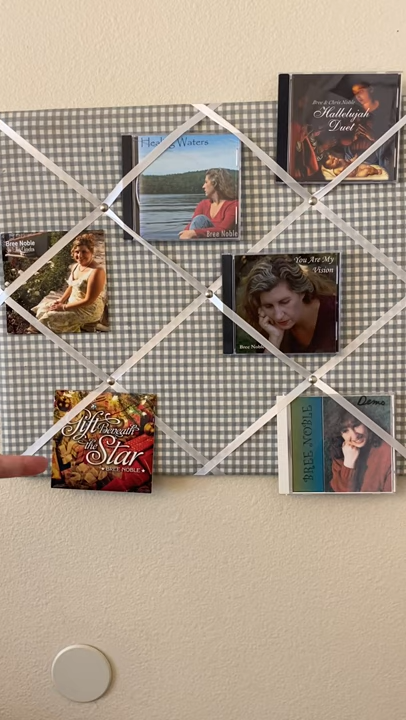 Bree & Chris Noble
Hallelujah
Duet
Healing Waters
Bree Noble
Bree Noble
You Are My
Vision
Bree Noble
Gift
Beneath
the
Star
BREE NOBLE
Demo
BREE NOBLE